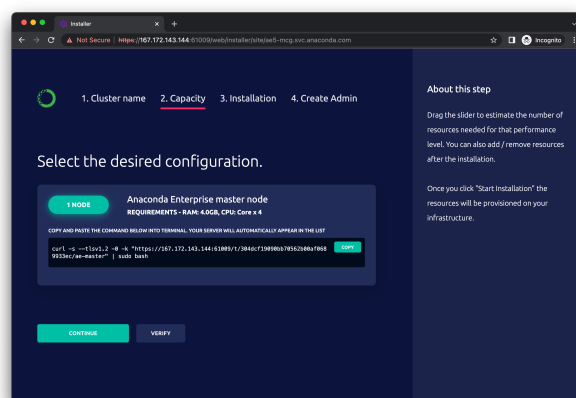 Installer
Not Secure | https://167.172.143.144:61009/web/installer/site/ae5-mcg.svc.anaconda.com
Incognito
1. Cluster name 2. Capacity 3. Installation 4. Create Admin
Select the desired configuration.
1 NODE
Anaconda Enterprise master node
REQUIREMENTS - RAM: 4.0GB, CPU: Core x 4
COPY AND PASTE THE COMMAND BELOW INTO TERMINAL. YOUR SERVER WILL AUTOMATICALLY APPEAR IN THE LIST
curl -s --tlsv1.2 -0 -k "https://167.172.143.144:61009/t/304dcf19090bb70562b00af068
9933ec/ae-master" | sudo bash
COPY
CONTINUE
VERIFY
About this step
Drag the slider to estimate the number of
resources needed for that performance
level. You can also add / remove resources
after the installation.
Once you click "Start Installation" the
resources will be provisioned on your
infrastructure.